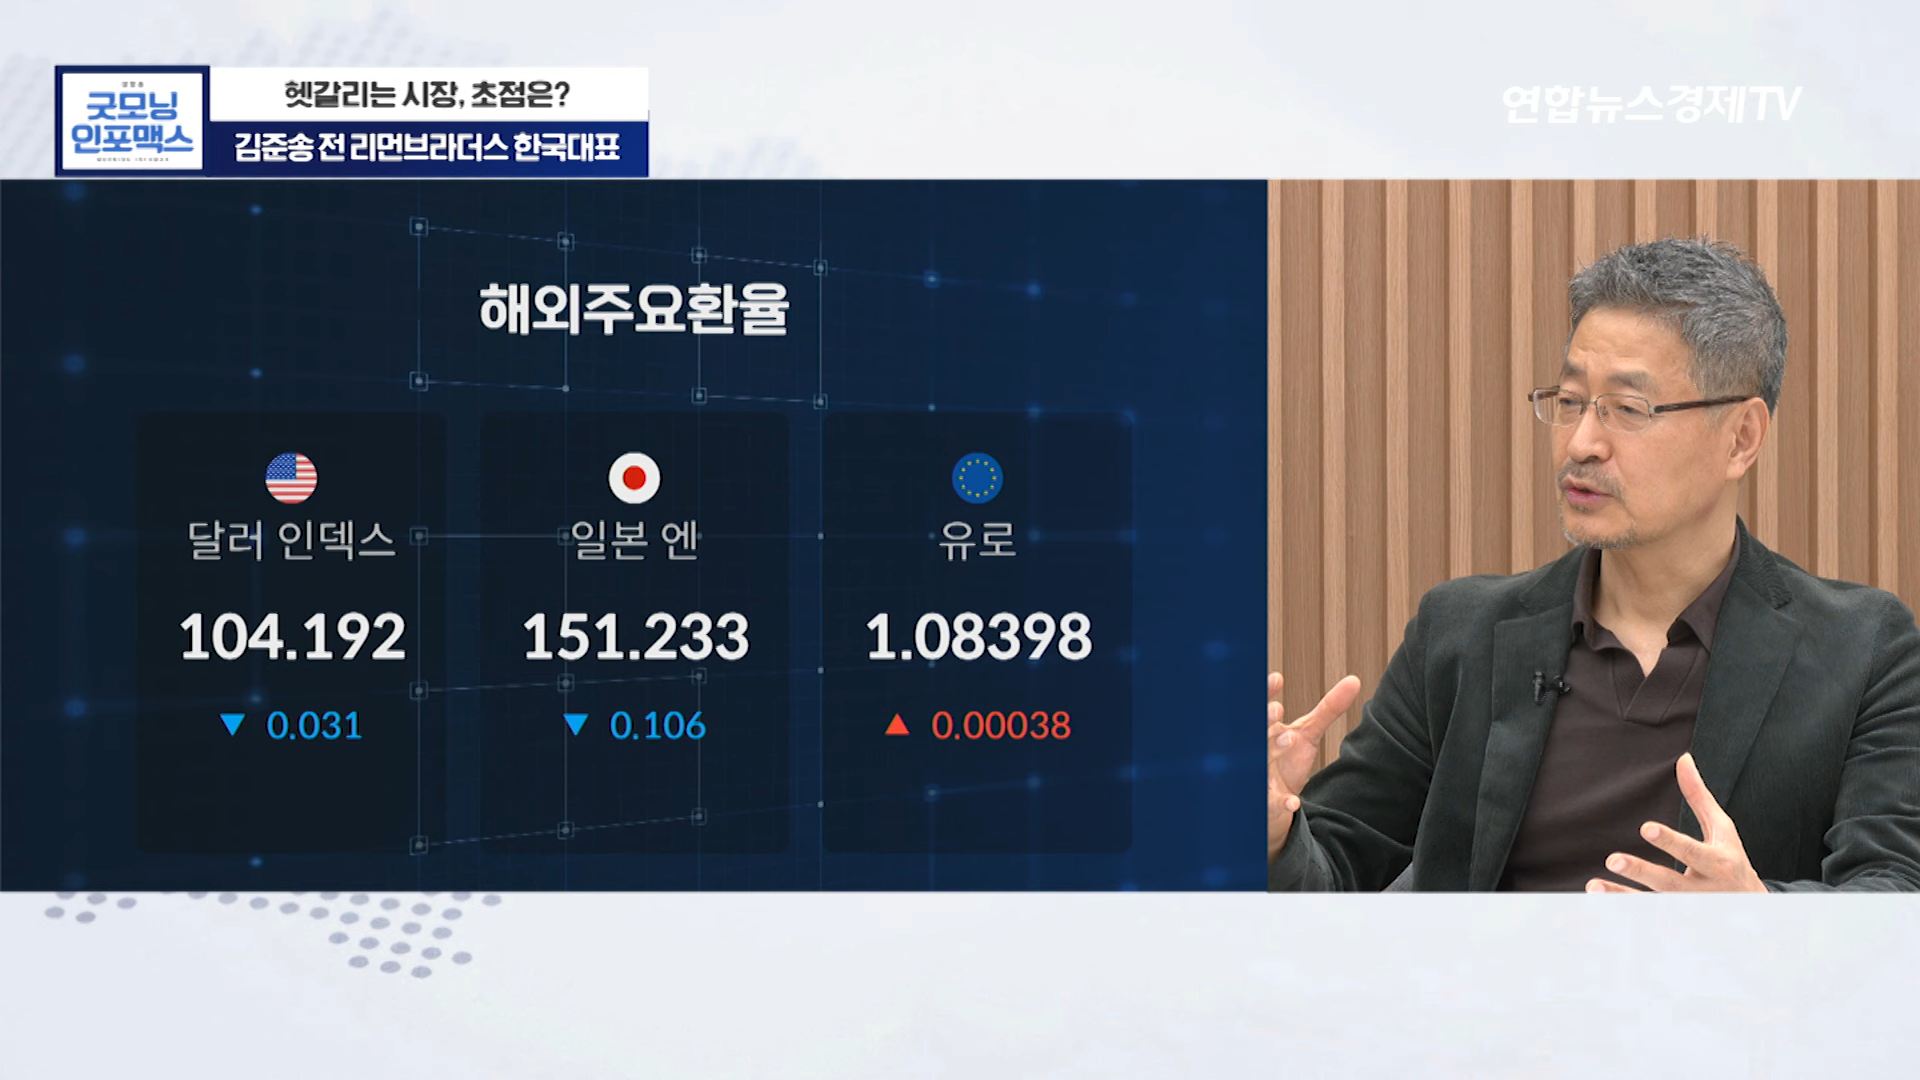 굿모닝
인포맥스
헷갈리는 시장, 초점은?
김준송 전 리먼브라더스 한국대표
연합뉴스경제TV
해외주요환율
달러 인덱스
104.192
▼ 0.031
일본 엔
151.233
▼ 0.106
유로
1.08398
▲ 0.00038